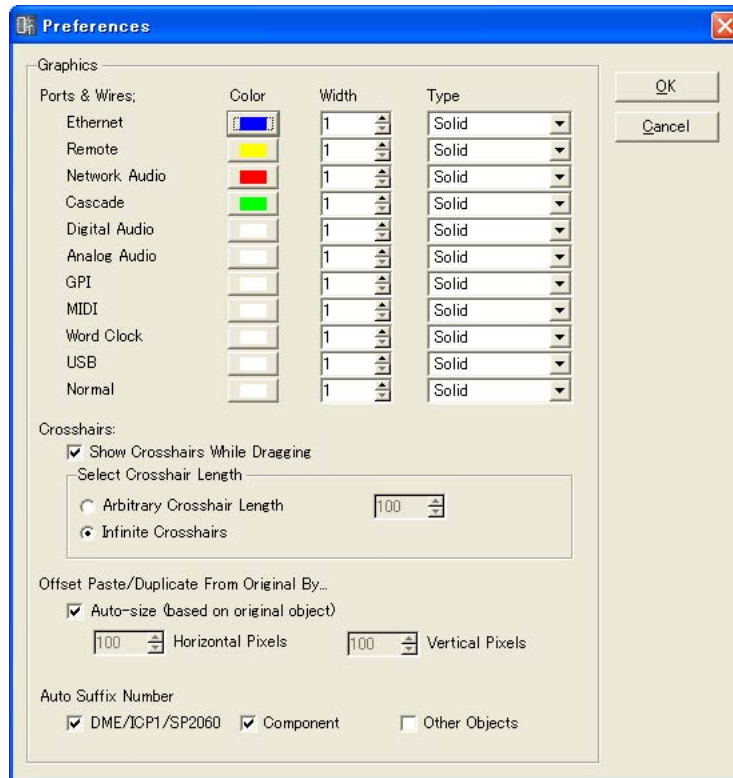 Preferences
Graphics
OK
Ports & Wires; Color Width Type
Cancel
Ethernet 1 Solid
Remote 1 Solid
Network Audio 1 Solid
Cascade 1 Solid
Digital Audio 1 Solid
Analog Audio 1 Solid
GPI 1 Solid
MIDI 1 Solid
Word Clock 1 Solid
USB 1 Solid
Normal 1 Solid
Crosshairs:
Show Crosshairs While Dragging
Select Crosshair Length
Arbitrary Crosshair Length 100
Infinite Crosshairs
Offset Paste/Duplicate From Original By...
Auto-size (based on original object)
100 Horizontal Pixels 100 Vertical Pixels
Auto Suffix Number
DME/ICP1/SP2060 Component Other Objects